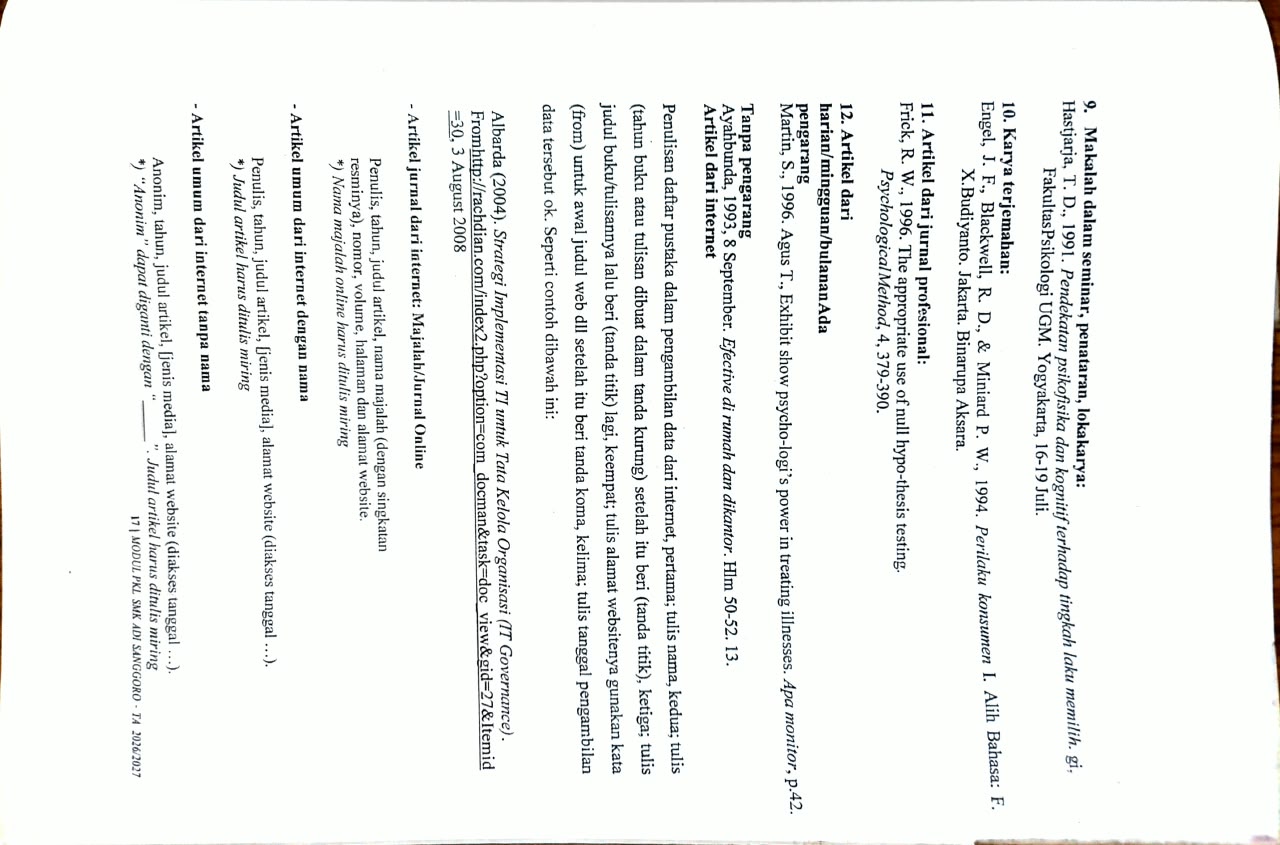 9. Makalah dalam seminar, penataran, lokakarya:
Hastjarja, T. D., 1991. Pendekatan psikofisika dan kognitif terhadap tingkah laku memilih. gi,
FakultasPsikologi UGM. Yogyakarta, 16-19 Juli.
10. Karya terjemahan:
Engel, J. F., Blackwell, R. D., & Miniard P. W., 1994. Perilaku konsumen I. Alih Bahasa: F.
X.Budiyanto. Jakarta. Binarupa Aksara.
11. Artikel dari jurnal profesional:
Frick, R. W., 1996. The appropriate use of null hypo-thesis testing.
PsychologicalMethod, 4, 379-390.
12. Artikel dari
harian/mingguan/bulananAda
pengarang
Martin, S., 1996. Agus T., Exhibit show psycho-logi's power in treating illnesses. Apa monitor, p.42.
Tanpa pengarang
Ayahbunda, 1993, 8 September. Efective di rumah dan dikantor. Hlm 50-52. 13.
Artikel dari internet
Penulisan daftar pustaka dalam pengambilan data dari internet, pertama; tulis nama, kedua; tulis
(tahun buku atau tulisan dibuat dalam tanda kurung) setelah itu beri (tanda titik), ketiga; tulis
judul buku/tulisannya lalu beri (tanda titik) lagi, keempat; tulis alamat websitenya gunakan kata
(from) untuk awal judul web dll setelah itu beri tanda koma, kelima; tulis tanggal pengambilan
data tersebut ok. Seperti contoh dibawah ini:
Albarda (2004). Strategi Implementasi TI untuk Tata Kelola Organisasi (IT Governance).
Fromhttp://rachdian.com/index2.php?option=com_docman&task=doc_view&gid=27&Itemid
=30, 3 August 2008
- Artikel jurnal dari internet: Majalah/Jurnal Online
Penulis, tahun, judul artikel, nama majalah (dengan singkatan
resminya), nomor, volume, halaman dan alamat website.
*) Nama majalah online harus ditulis miring
- Artikel umum dari internet dengan nama
Penulis, tahun, judul artikel, [jenis media], alamat website (diakses tanggal …).
*) Judul artikel harus ditulis miring
- Artikel umum dari internet tanpa nama
Anonim, tahun, judul artikel, [jenis media], alamat website (diakses tanggal …).
*) "Anonim" dapat diganti dengan "_____". Judul artikel harus ditulis miring
17 | MODUL PKL SMK ADI SANGGORO - TA 2026/2027